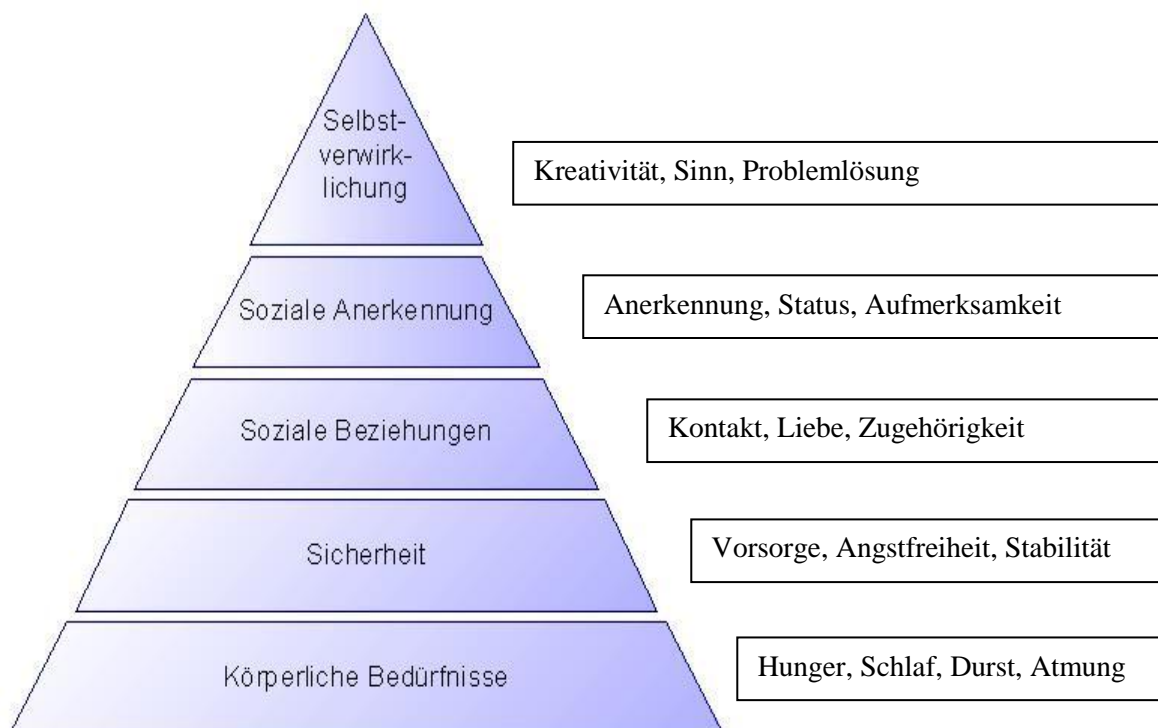 Selbst-
verwirk-
lichung
Kreativität, Sinn, Problemlösung
Soziale Anerkennung
Anerkennung, Status, Aufmerksamkeit
Soziale Beziehungen
Kontakt, Liebe, Zugehörigkeit
Sicherheit
Vorsorge, Angstfreiheit, Stabilität
Körperliche Bedürfnisse
Hunger, Schlaf, Durst, Atmung